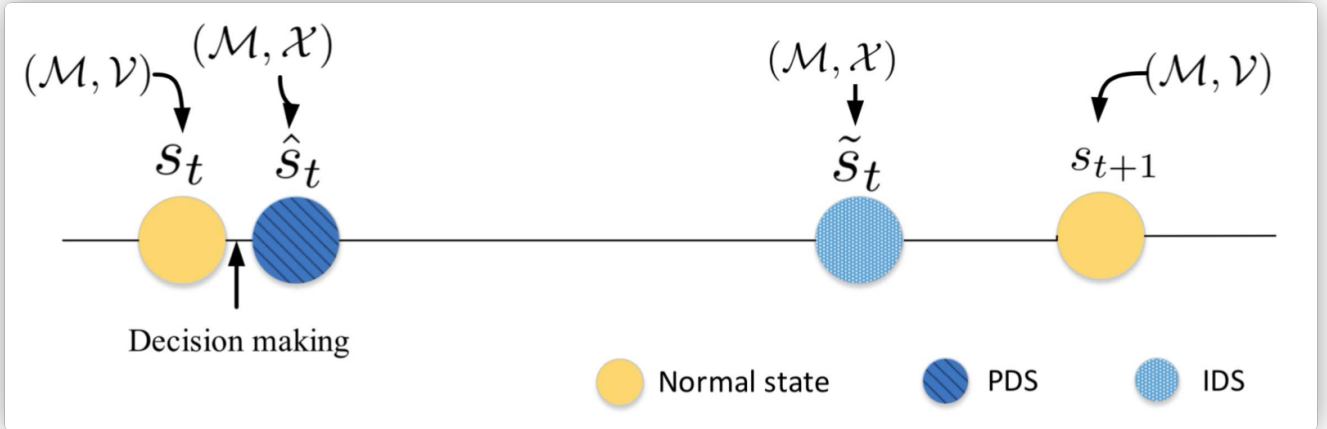 (ℳ, 𝒱) (ℳ, 𝒳) (ℳ, 𝒳) (ℳ, 𝒱)
s_t ŝ_t s̃_t s_{t+1}
Decision making
Normal state PDS IDS